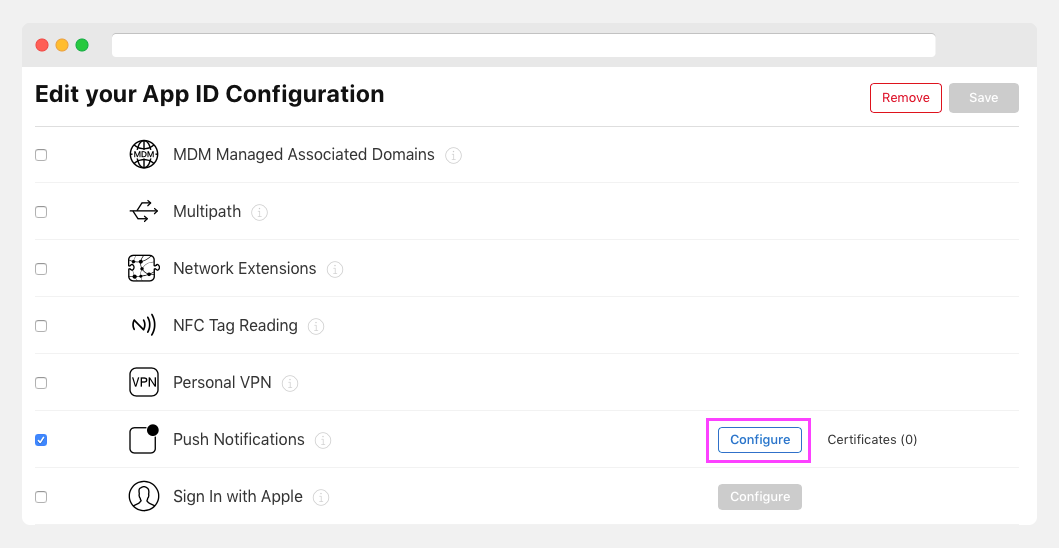 Edit your App ID Configuration
Remove
Save
MDM
MDM Managed Associated Domains
Multipath
Network Extensions
NFC Tag Reading
VPN
Personal VPN
Push Notifications
Configure
Certificates (0)
Sign In with Apple
Configure